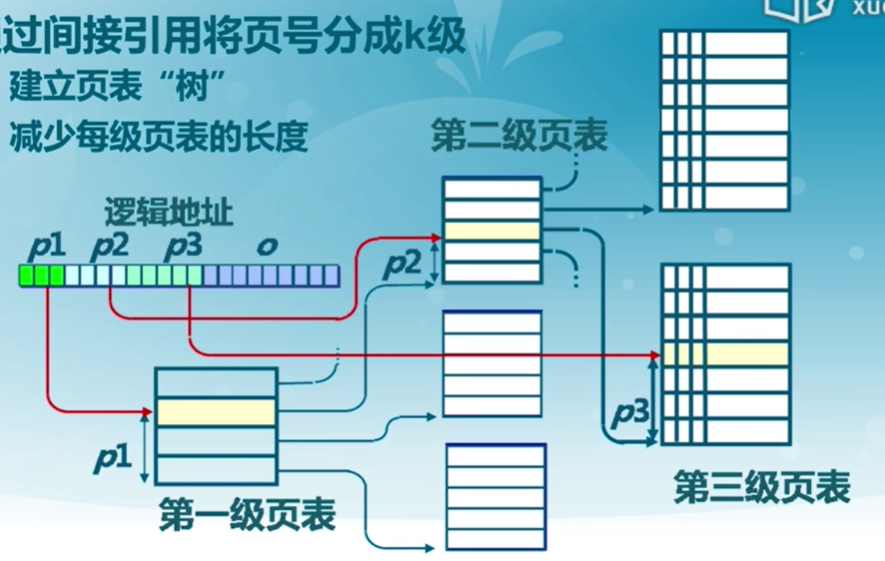 过间接引用将页号分成k级
建立页表“树”
减少每级页表的长度
逻辑地址
p1 p2 p3 o
第二级页表
p2
p1
p3
第一级页表
第三级页表